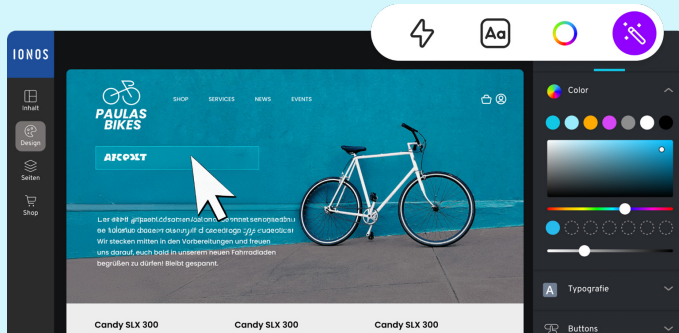 IONOS
Aa
Inhalt
Design
Seiten
Shop
PAULAS
BIKES
SHOP SERVICES NEWS EVENTS
Wir stecken mitten in den Vorbereitungen und freuen
uns darauf, euch bald in unserem neuen Fahrradladen
begrüßen zu dürfen! Bleibt gespannt.
Candy SLX 300 Candy SLX 300 Candy SLX 300
Color
A Typografie
Buttons